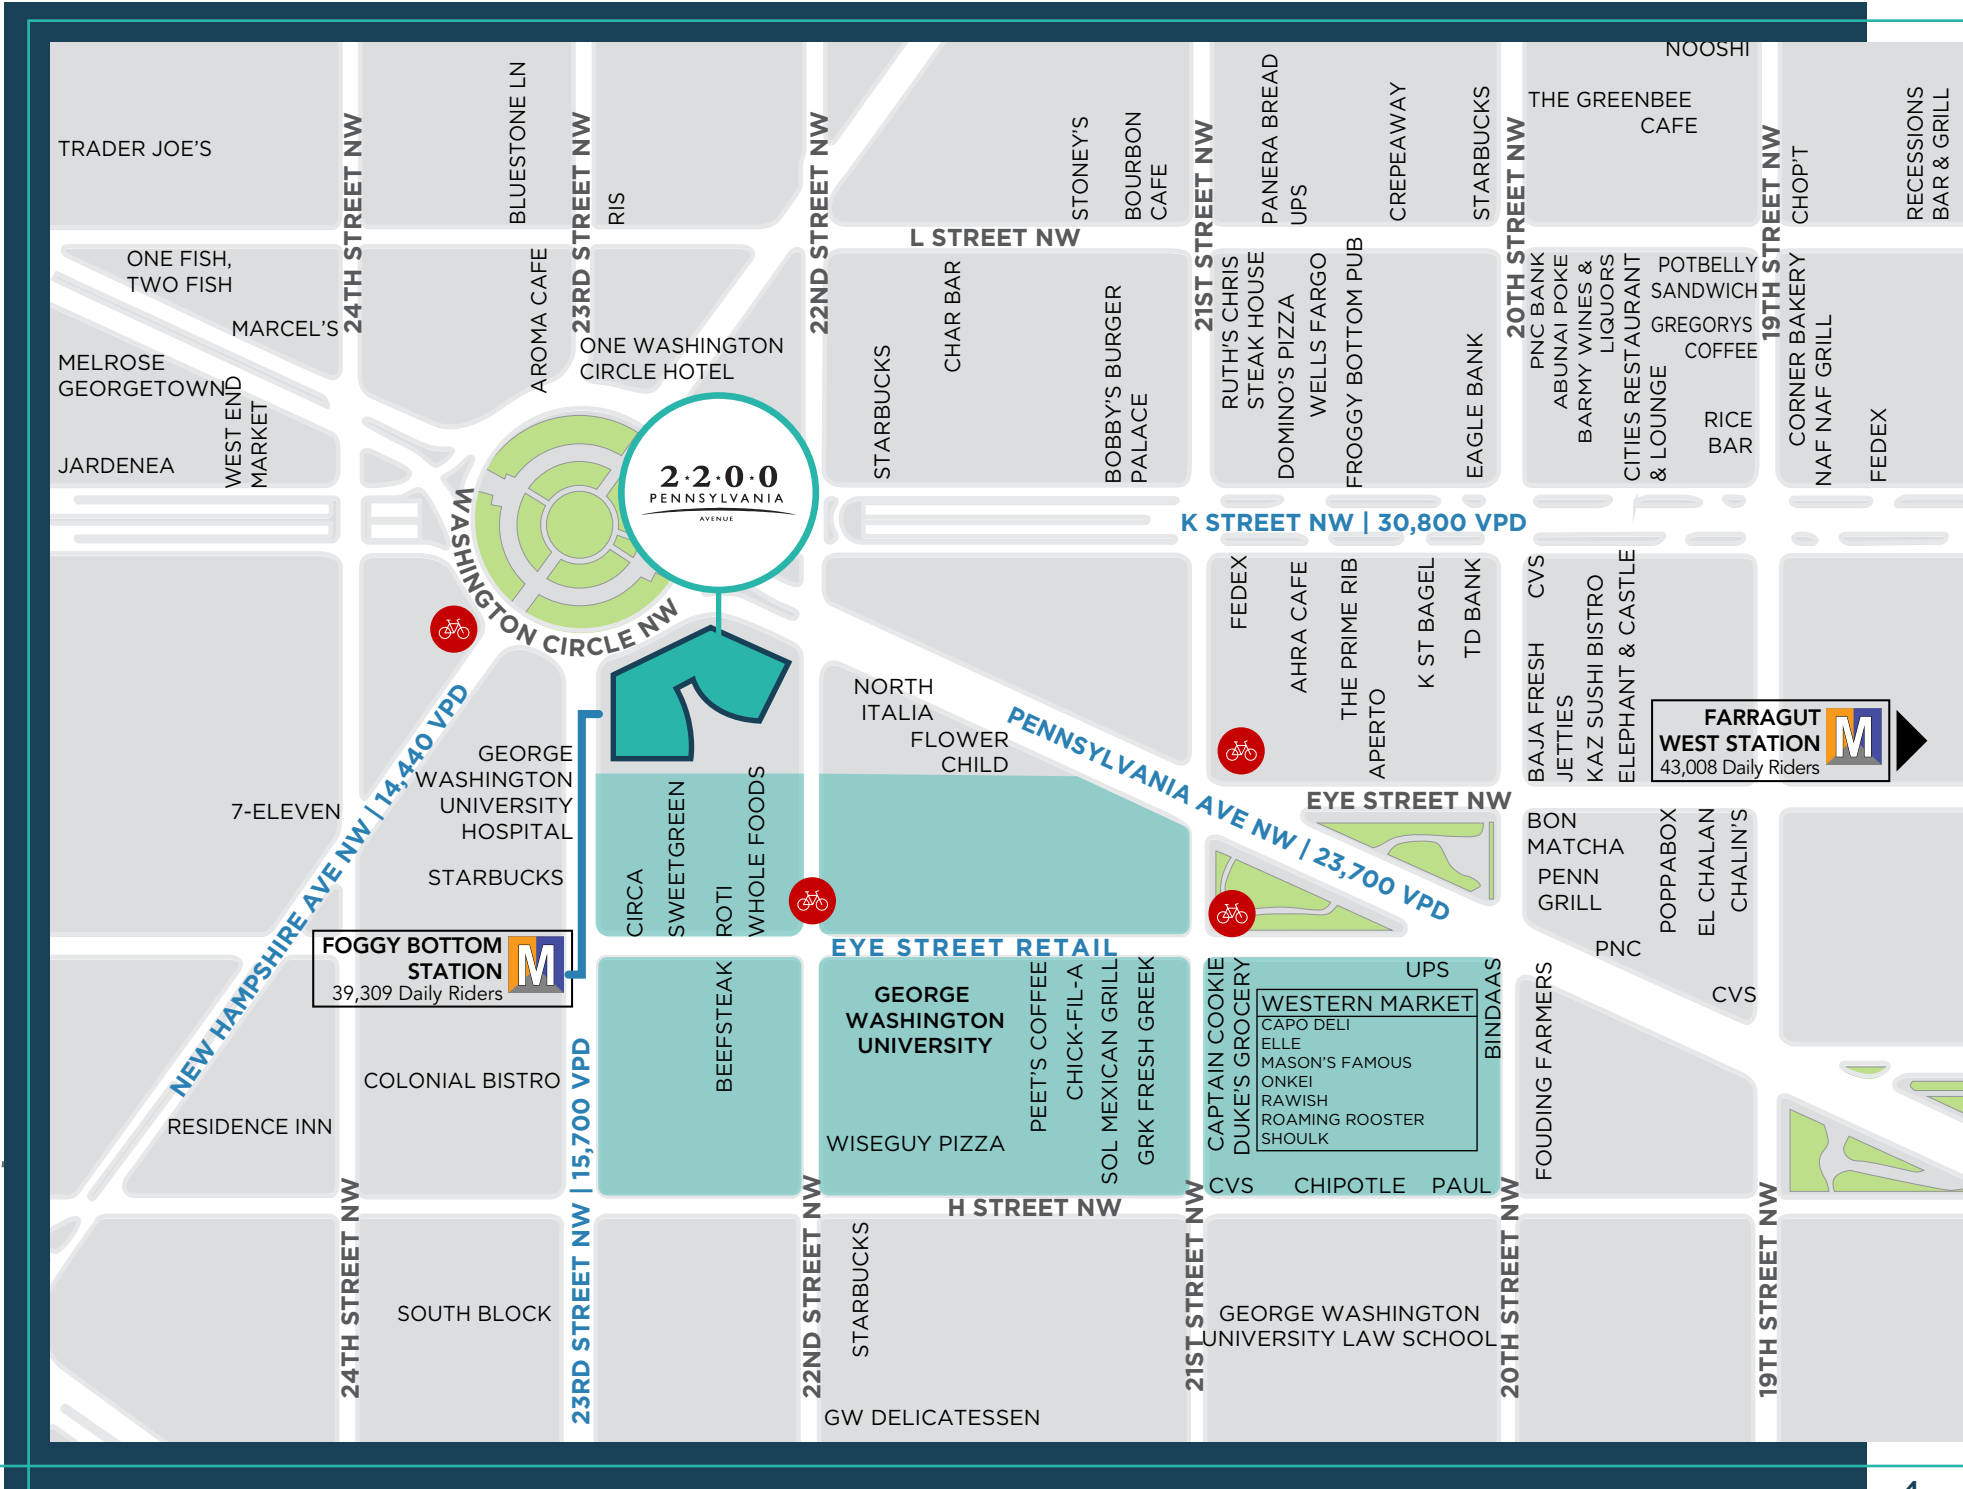 NOOSHI
TRADER JOE'S
24TH STREET NW
BLUESTONE LN
23RD STREET NW
RIS
22ND STREET NW
STONEY'S
BOURBON
CAFE
21ST STREET NW
PANERA BREAD
UPS
CREPEAWAY
STARBUCKS
20TH STREET NW
THE GREENBEE
CAFE
19TH STREET NW
CHOP'T
RECESSIONS
BAR & GRILL
L STREET NW
ONE FISH,
TWO FISH
MARCEL'S
MELROSE
GEORGETOWN
WEST END
MARKET
JARDENEA
AROMA CAFE
ONE WASHINGTON
CIRCLE HOTEL
2·2·0·0
PENNSYLVANIA
AVENUE
STARBUCKS
CHAR BAR
BOBBY'S BURGER
PALACE
RUTH'S CHRIS
STEAK HOUSE
DOMINO'S PIZZA
WELLS FARGO
FROGGY BOTTOM PUB
EAGLE BANK
PNC BANK
ABUNAI POKE
BARMY WINES &
LIQUORS
CITIES RESTAURANT
& LOUNGE
POTBELLY
SANDWICH
GREGORYS
COFFEE
RICE
BAR
CORNER BAKERY
NAF NAF GRILL
FEDEX
K STREET NW | 30,800 VPD
WASHINGTON CIRCLE NW
FEDEX
AHRA CAFE
THE PRIME RIB
APERTO
K ST BAGEL
TD BANK
CVS
BAJA FRESH
JETTIES
KAZ SUSHI BISTRO
ELEPHANT & CASTLE
FARRAGUT
WEST STATION
43,008 Daily Riders
M
NORTH
ITALIA
FLOWER
CHILD
PENNSYLVANIA AVE NW | 23,700 VPD
NEW HAMPSHIRE AVE NW | 14,440 VPD
7-ELEVEN
GEORGE
WASHINGTON
UNIVERSITY
HOSPITAL
STARBUCKS
CIRCA
SWEETGREEN
ROTI
WHOLE FOODS
EYE STREET NW
BON
MATCHA
PENN
GRILL
POPPABOX
EL CHALAN
CHALIN'S
PNC
CVS
FOGGY BOTTOM
STATION
39,309 Daily Riders
M
EYE STREET RETAIL
GEORGE
WASHINGTON
UNIVERSITY
BEEFSTEAK
PEET'S COFFEE
CHICK-FIL-A
SOL MEXICAN GRILL
GRK FRESH GREEK
WISEGUY PIZZA
CAPTAIN COOKIE
DUKE'S GROCERY
UPS
WESTERN MARKET
CAPO DELI
ELLE
MASON'S FAMOUS
ONKEI
RAWISH
ROAMING ROOSTER
SHOULK
BINDAAS
CVS
CHIPOTLE
PAUL
FOUDING FARMERS
COLONIAL BISTRO
RESIDENCE INN
23RD STREET NW | 15,700 VPD
H STREET NW
24TH STREET NW
SOUTH BLOCK
22ND STREET NW
STARBUCKS
GW DELICATESSEN
21ST STREET NW
GEORGE WASHINGTON
UNIVERSITY LAW SCHOOL
20TH STREET NW
19TH STREET NW